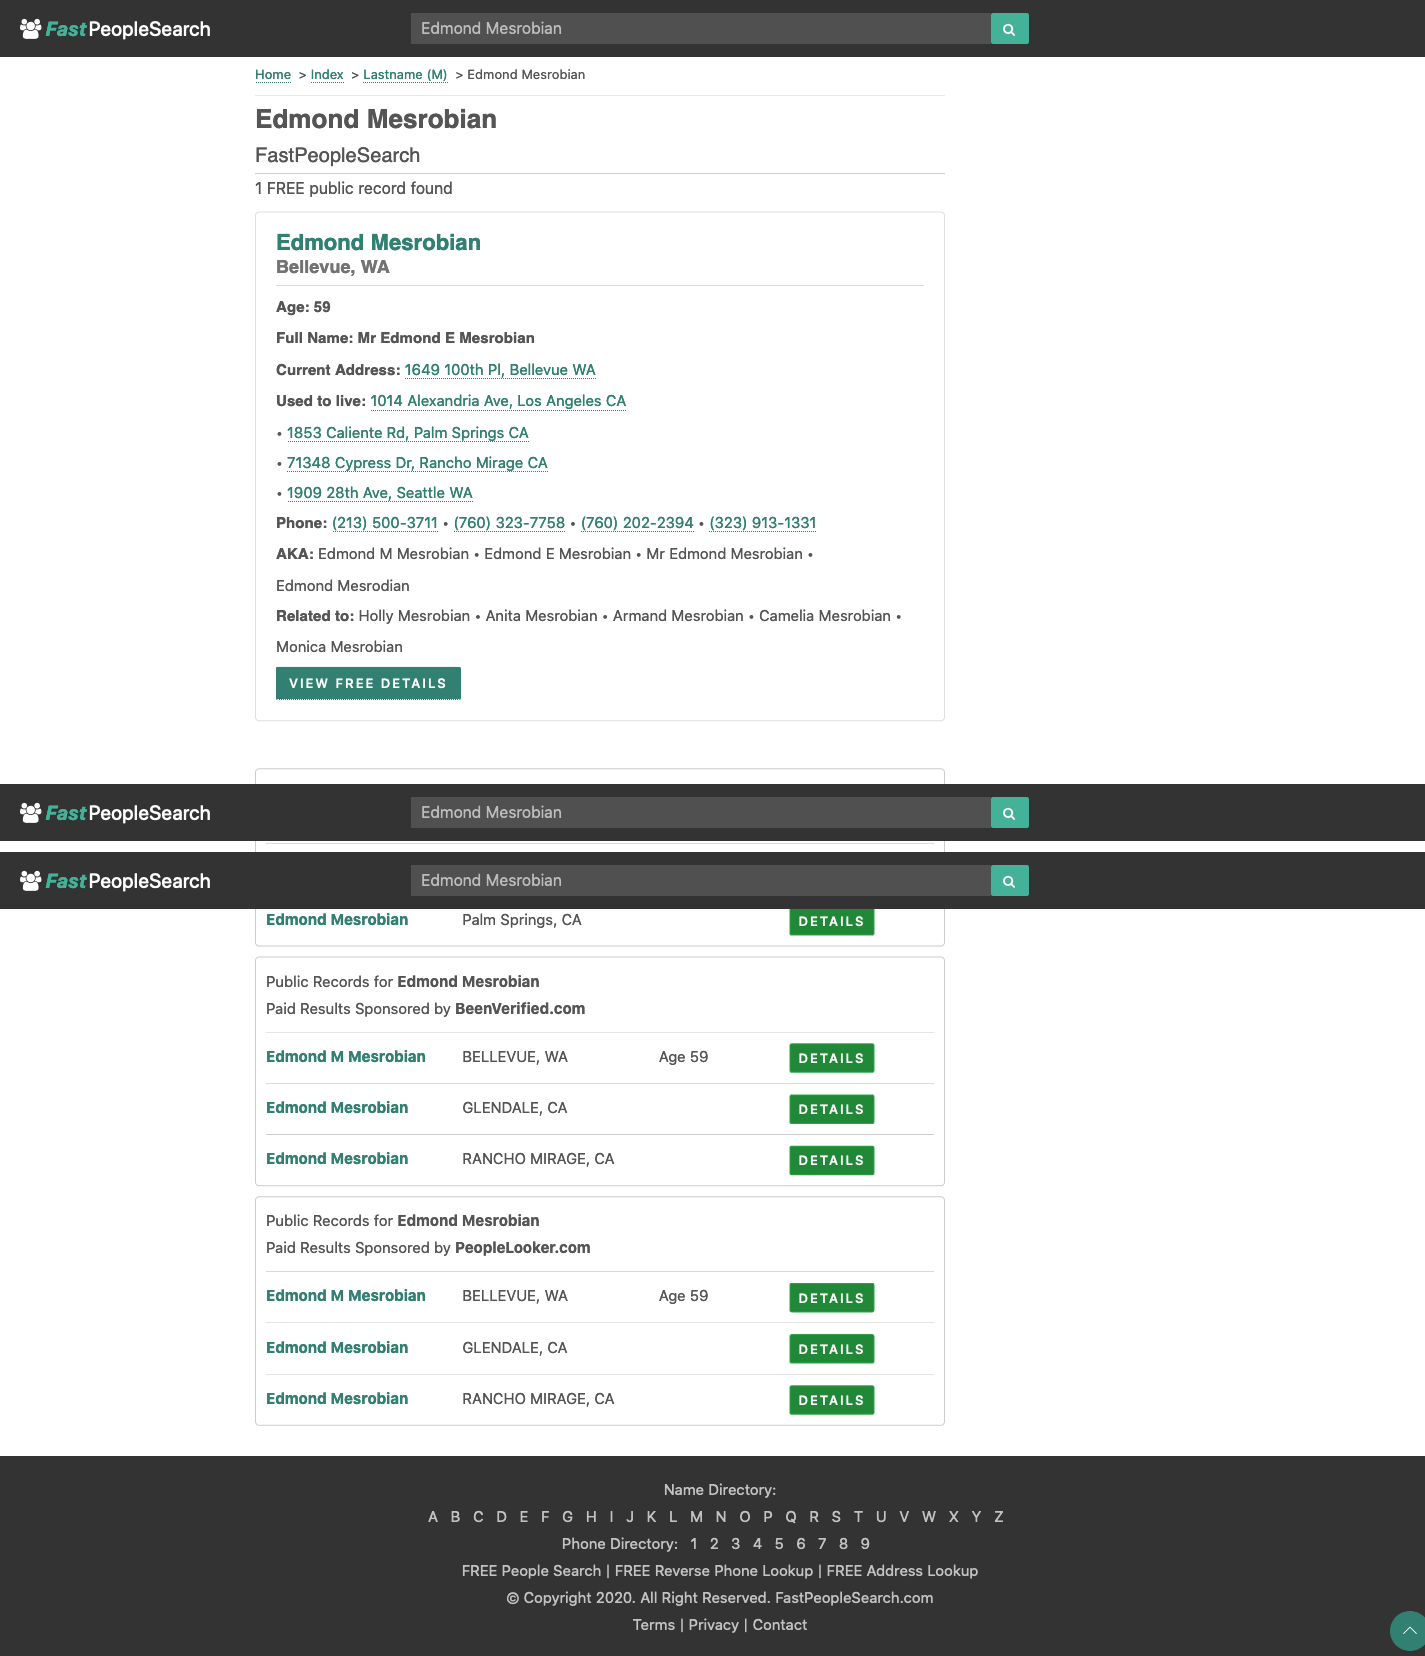 FastPeopleSearch
Edmond Mesrobian
Home > Index > Lastname (M) > Edmond Mesrobian
Edmond Mesrobian
FastPeopleSearch
1 FREE public record found
Edmond Mesrobian
Bellevue, WA
Age: 59
Full Name: Mr Edmond E Mesrobian
Current Address: 1649 100th Pl, Bellevue WA
Used to live: 1014 Alexandria Ave, Los Angeles CA
• 1853 Caliente Rd, Palm Springs CA
• 71348 Cypress Dr, Rancho Mirage CA
• 1909 28th Ave, Seattle WA
Phone: (213) 500-3711 • (760) 323-7758 • (760) 202-2394 • (323) 913-1331
AKA: Edmond M Mesrobian • Edmond E Mesrobian • Mr Edmond Mesrobian •
Edmond Mesrodian
Related to: Holly Mesrobian • Anita Mesrobian • Armand Mesrobian • Camelia Mesrobian •
Monica Mesrobian
VIEW FREE DETAILS
FastPeopleSearch
Edmond Mesrobian
FastPeopleSearch
Edmond Mesrobian
Edmond Mesrobian Palm Springs, CA DETAILS
Public Records for Edmond Mesrobian
Paid Results Sponsored by BeenVerified.com
Edmond M Mesrobian BELLEVUE, WA Age 59 DETAILS
Edmond Mesrobian GLENDALE, CA DETAILS
Edmond Mesrobian RANCHO MIRAGE, CA DETAILS
Public Records for Edmond Mesrobian
Paid Results Sponsored by PeopleLooker.com
Edmond M Mesrobian BELLEVUE, WA Age 59 DETAILS
Edmond Mesrobian GLENDALE, CA DETAILS
Edmond Mesrobian RANCHO MIRAGE, CA DETAILS
Name Directory:
A B C D E F G H I J K L M N O P Q R S T U V W X Y Z
Phone Directory: 1 2 3 4 5 6 7 8 9
FREE People Search | FREE Reverse Phone Lookup | FREE Address Lookup
© Copyright 2020. All Right Reserved. FastPeopleSearch.com
Terms | Privacy | Contact